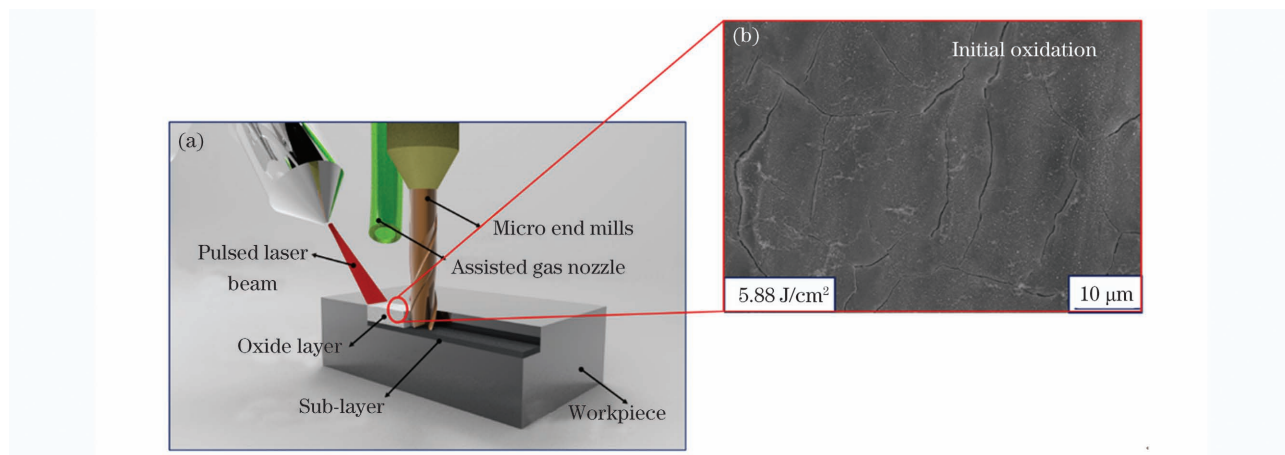 (a)
Pulsed laser
beam
Micro end mills
Assisted gas nozzle
Oxide layer
Sub-layer
Workpiece
(b)
Initial oxidation
5.88 J/cm²
10 μm